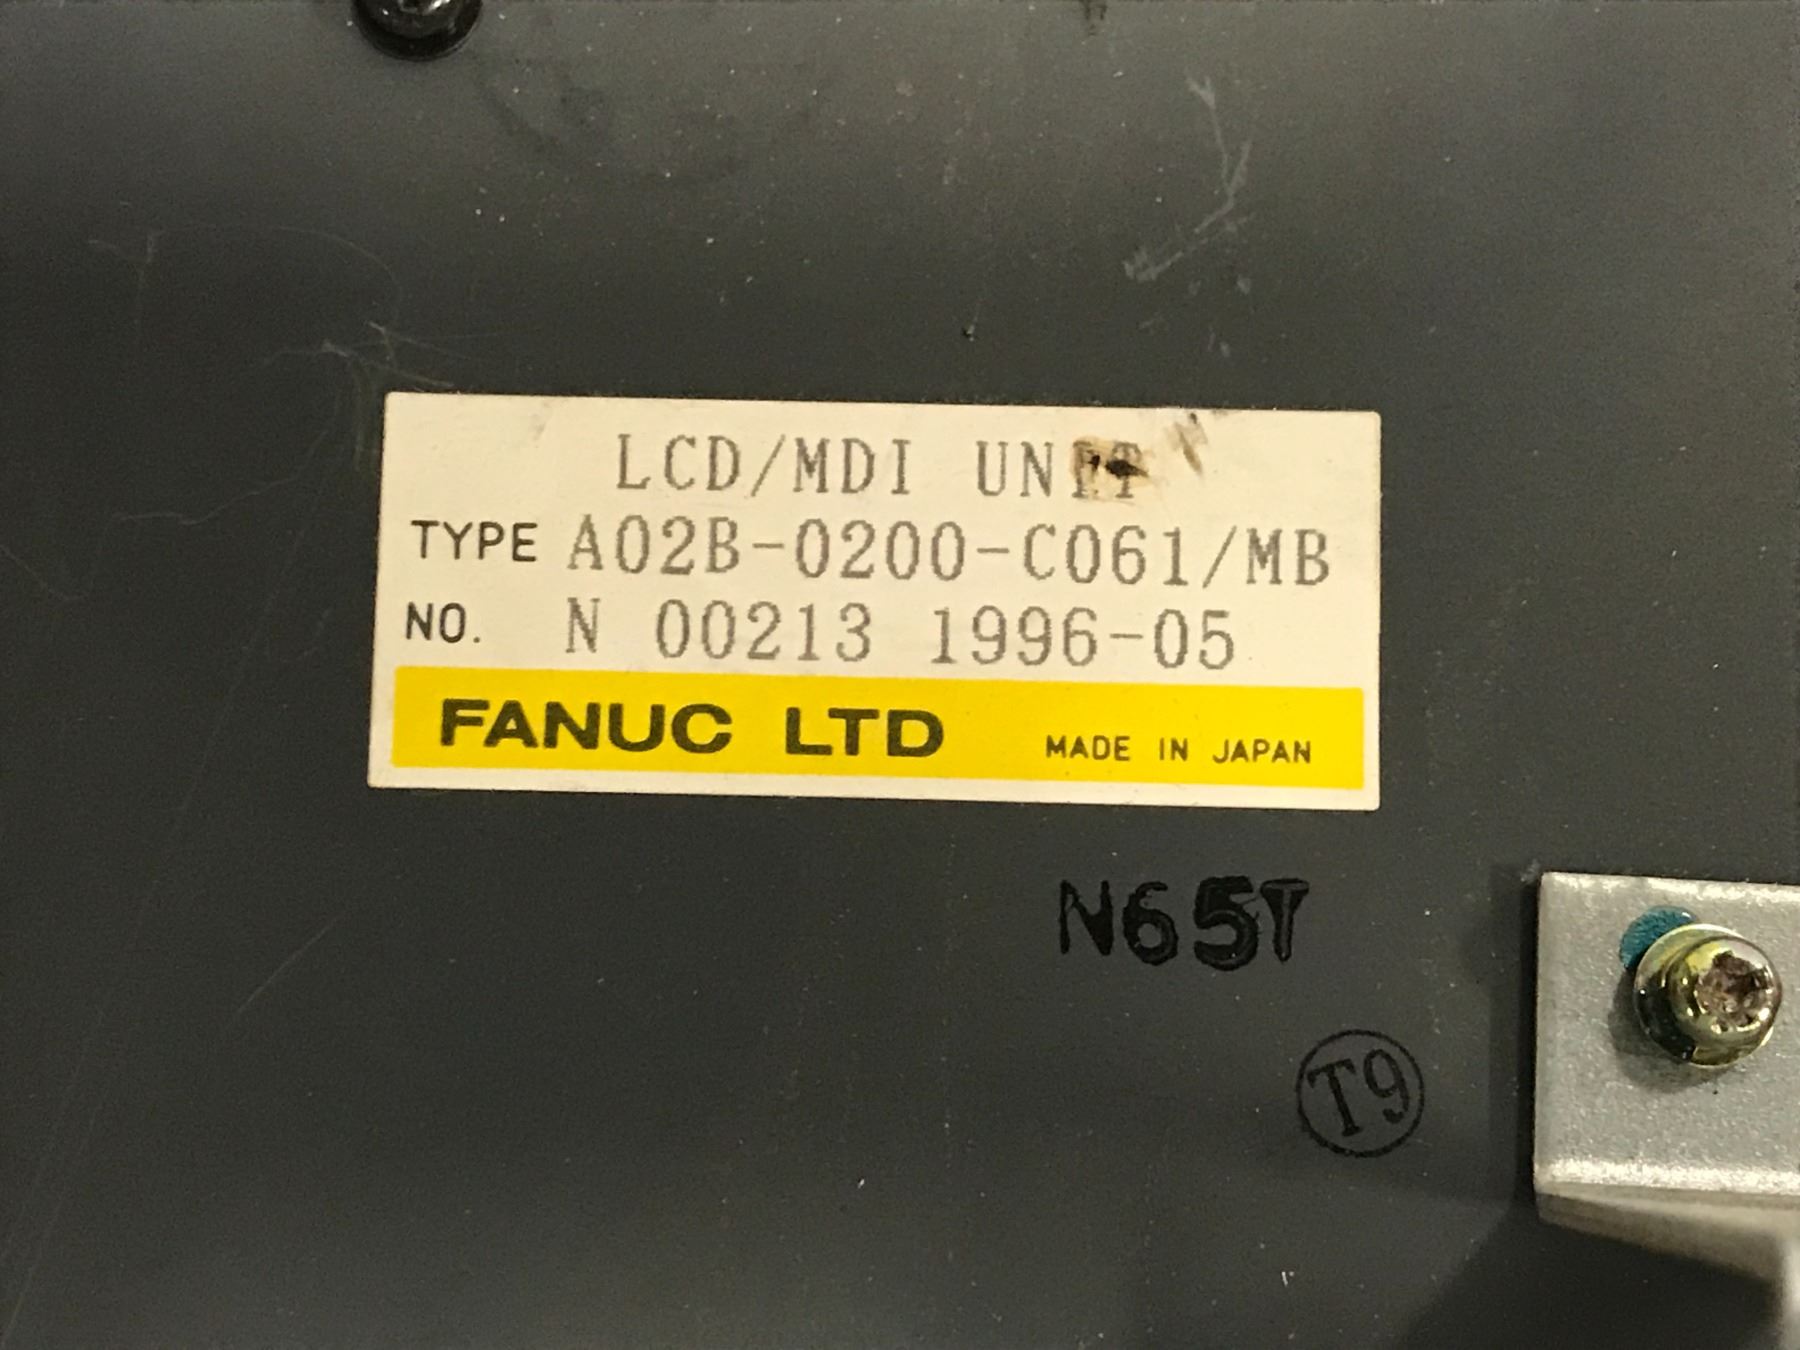 LCD/MDI UNIT
TYPE A02B-0200-C061/MB
NO. N 00213 1996-05
FANUC LTD MADE IN JAPAN
N65T
T9